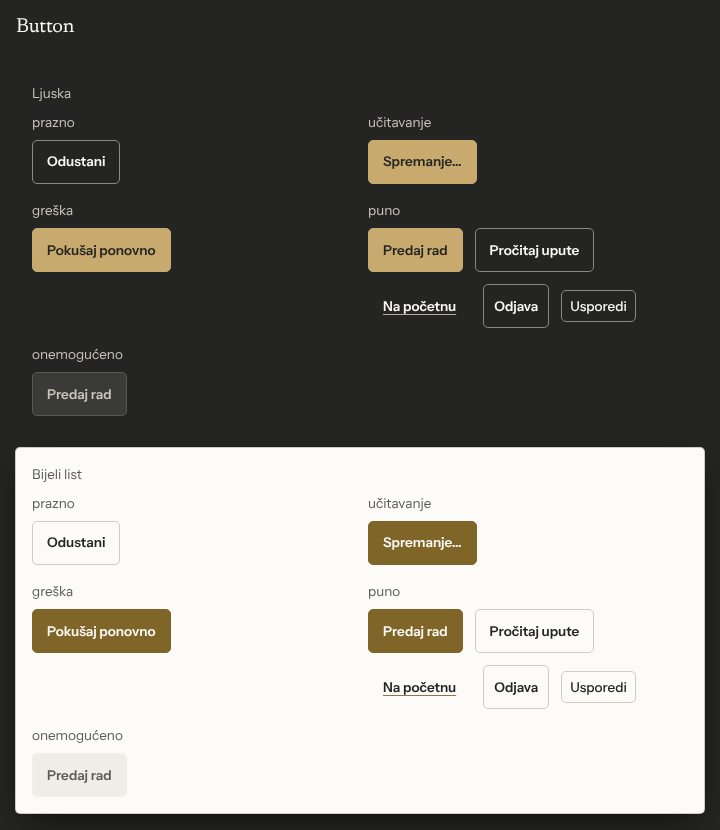 Button
Ljuska
prazno
učitavanje
Odustani
Spremanje...
greška
puno
Pokušaj ponovno
Predaj rad
Pročitaj upute
Na početnu
Odjava
Usporedi
onemogućeno
Predaj rad
Bijeli list
prazno
učitavanje
Odustani
Spremanje...
greška
puno
Pokušaj ponovno
Predaj rad
Pročitaj upute
Na početnu
Odjava
Usporedi
onemogućeno
Predaj rad